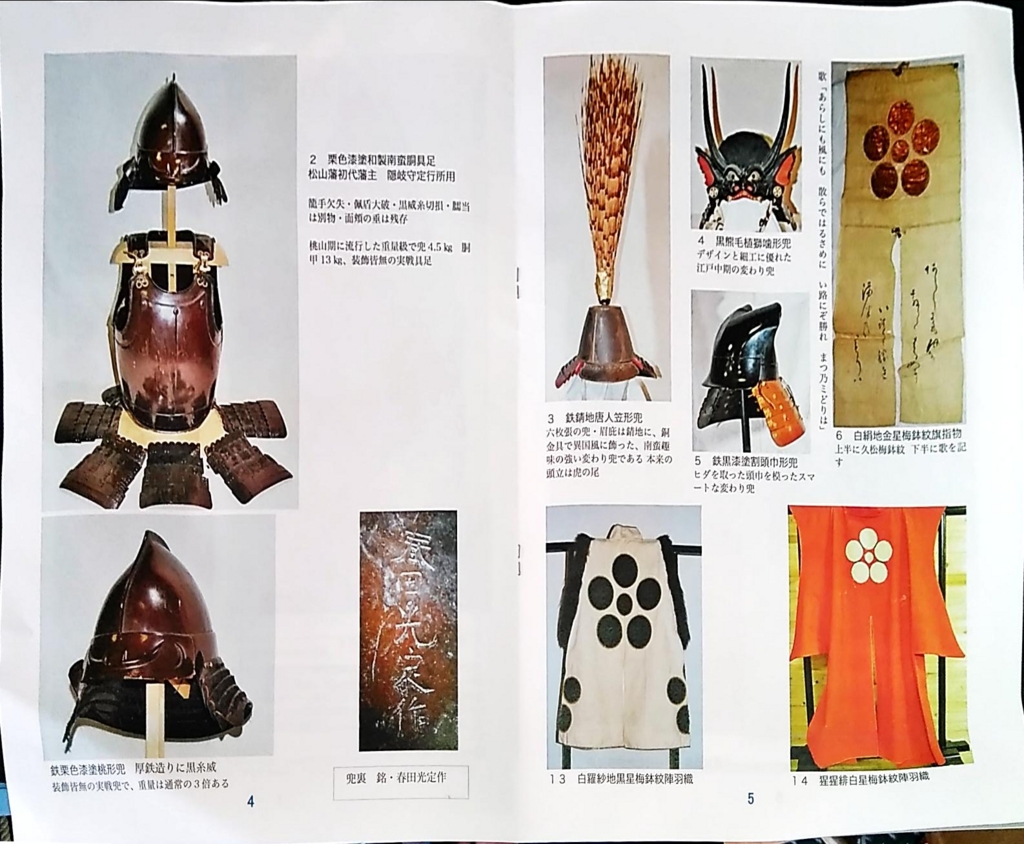 2 栗色漆塗和製南蛮胴具足
松山藩初代藩主 隠岐守定行所用
籠手欠失・佩盾大破・黒威糸切損・臑当
は別物・面頬の垂は残存
桃山期に流行した重量級で兜4.5㎏ 胴
甲13㎏、装飾皆無の実戦具足
鉄栗色漆塗桃形兜 厚鉄造りに黒糸威
装飾皆無の実戦兜で、重量は通常の3倍ある
春田光定作
兜裏 銘・春田光定作
4
3 鉄錆地唐人笠形兜
六枚張の兜・眉庇は錆地に、銅
金具で異国風に飾った、南蛮趣
味の強い変わり兜である 本来の
頭立は虎の尾
4 黒熊毛植獅噛形兜
デザインと細工に優れた
江戸中期の変わり兜
5 鉄黒漆塗割頭巾形兜
ヒダを取った頭巾を模ったスマ
ートな変わり兜
歌「あらしにも風にも 散らではるさめに い路にぞ勝れ まつ乃ミどりは」
6 白絹地金星梅鉢紋旗指物
上半に久松梅鉢紋 下半に歌を記
す
13 白羅紗地黒星梅鉢紋陣羽織
14 猩猩緋白星梅鉢紋陣羽織
5